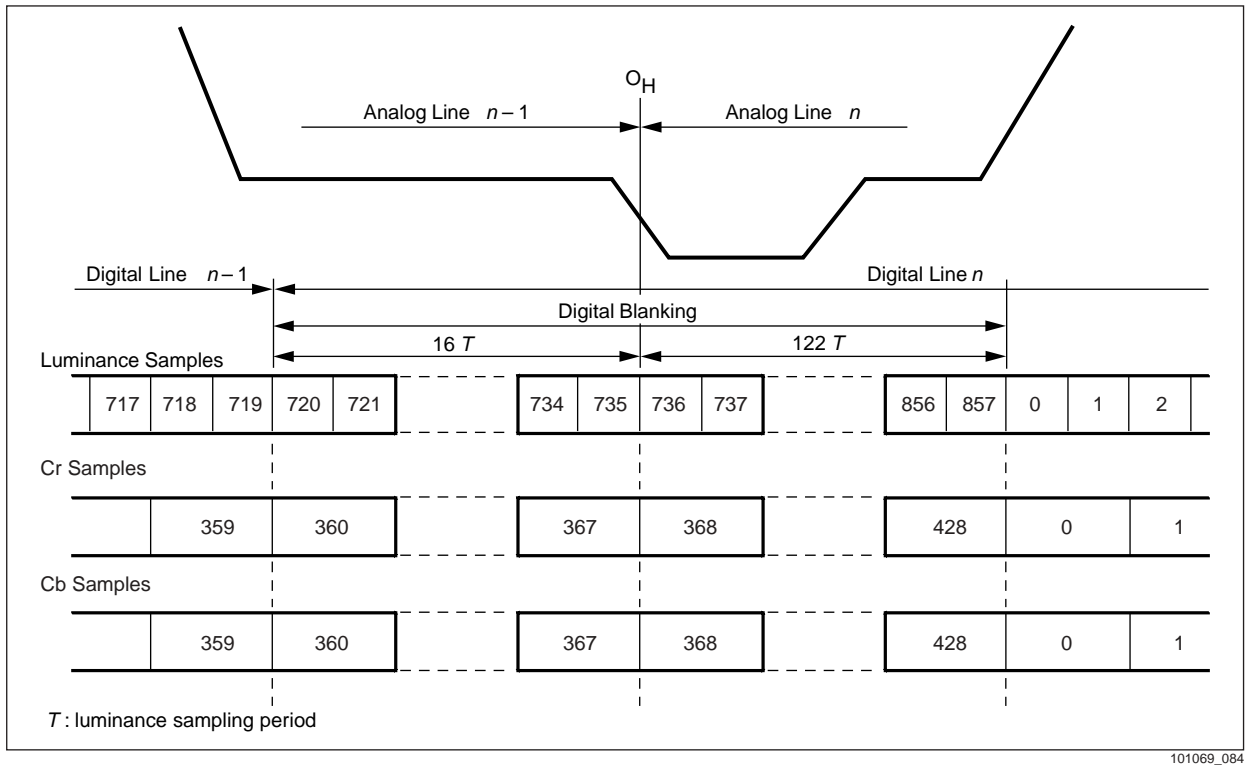 OH
Analog Line n – 1 Analog Line n
Digital Line n – 1 Digital Line n
Digital Blanking
16 T 122 T
Luminance Samples
717 718 719 720 721 734 735 736 737 856 857 0 1 2
Cr Samples
359 360 367 368 428 0 1
Cb Samples
359 360 367 368 428 0 1
T : luminance sampling period
101069_084